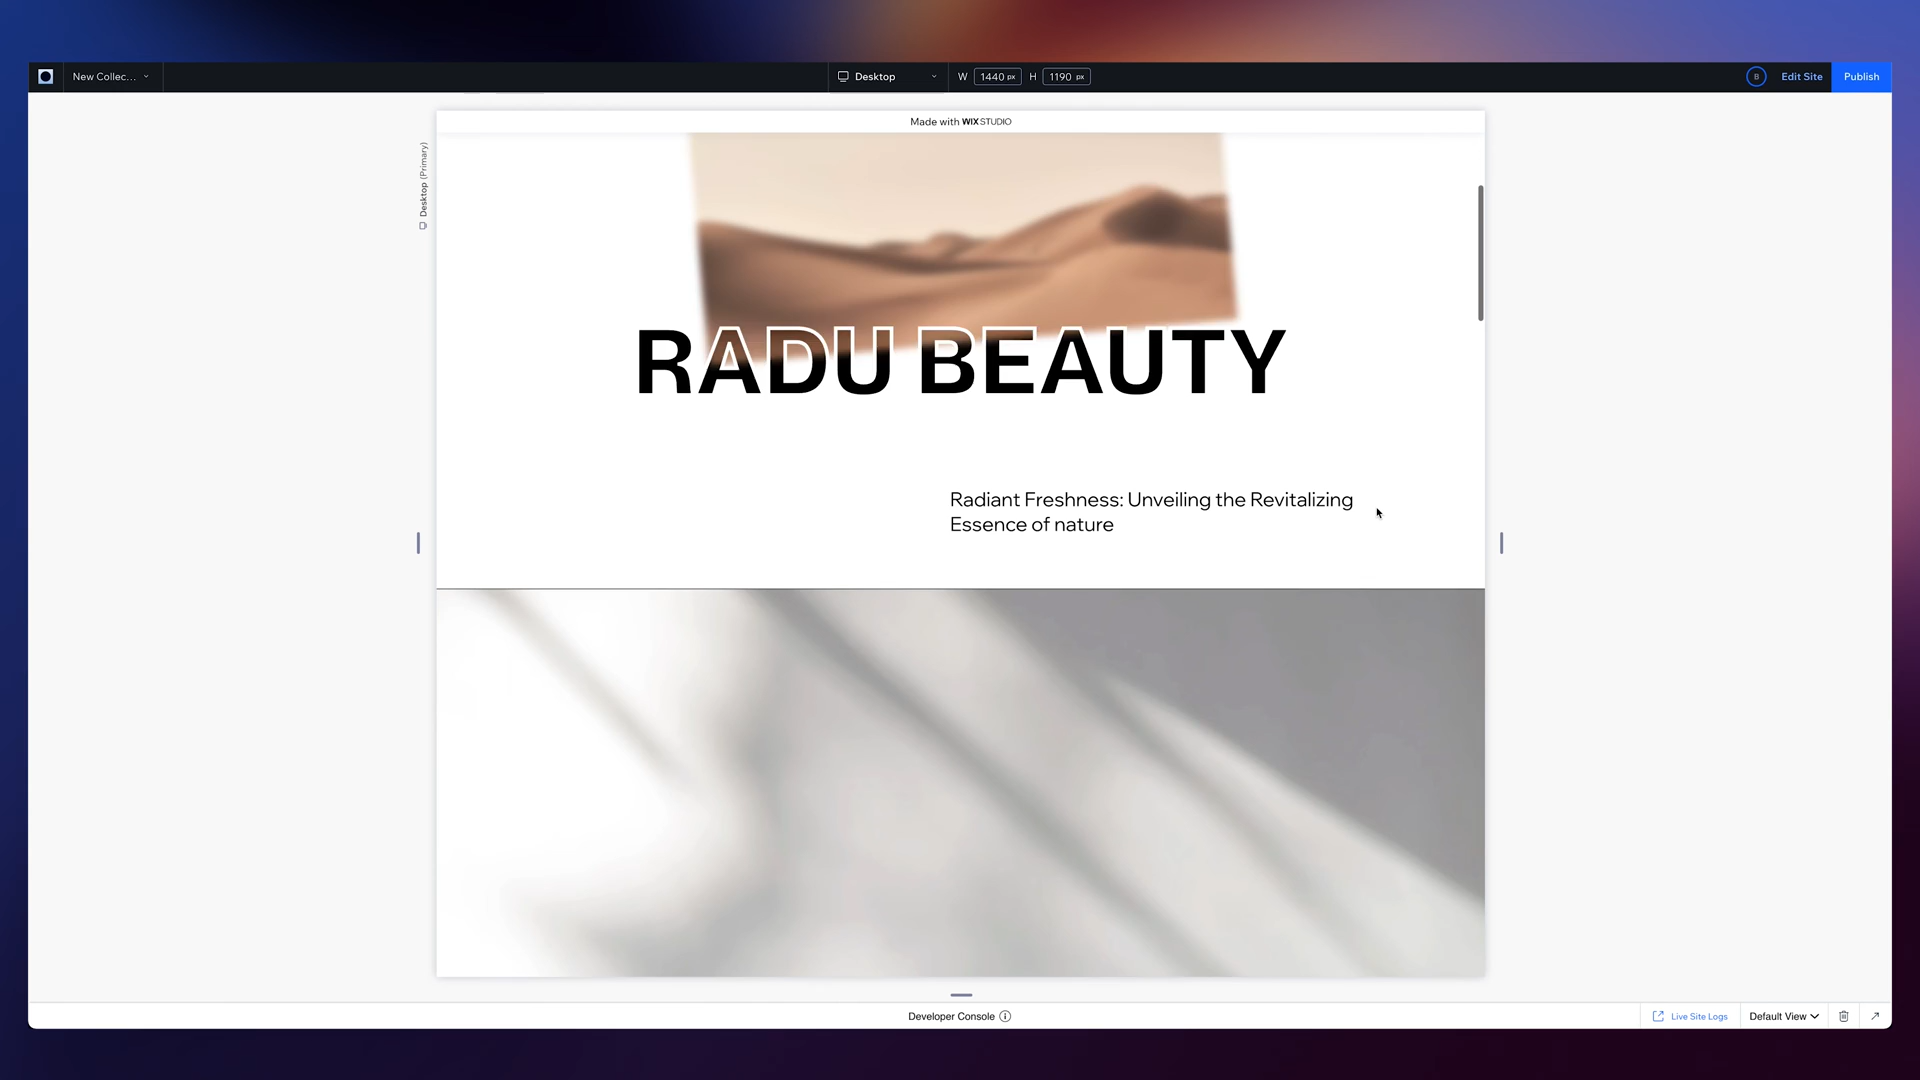 New Collec...
Desktop
W 1440 px H 1190 px
B
Edit Site
Publish
Made with WIX STUDIO
Desktop (Primary)
RADU BEAUTY
Radiant Freshness: Unveiling the Revitalizing
Essence of nature
Developer Console
Live Site Logs
Default View